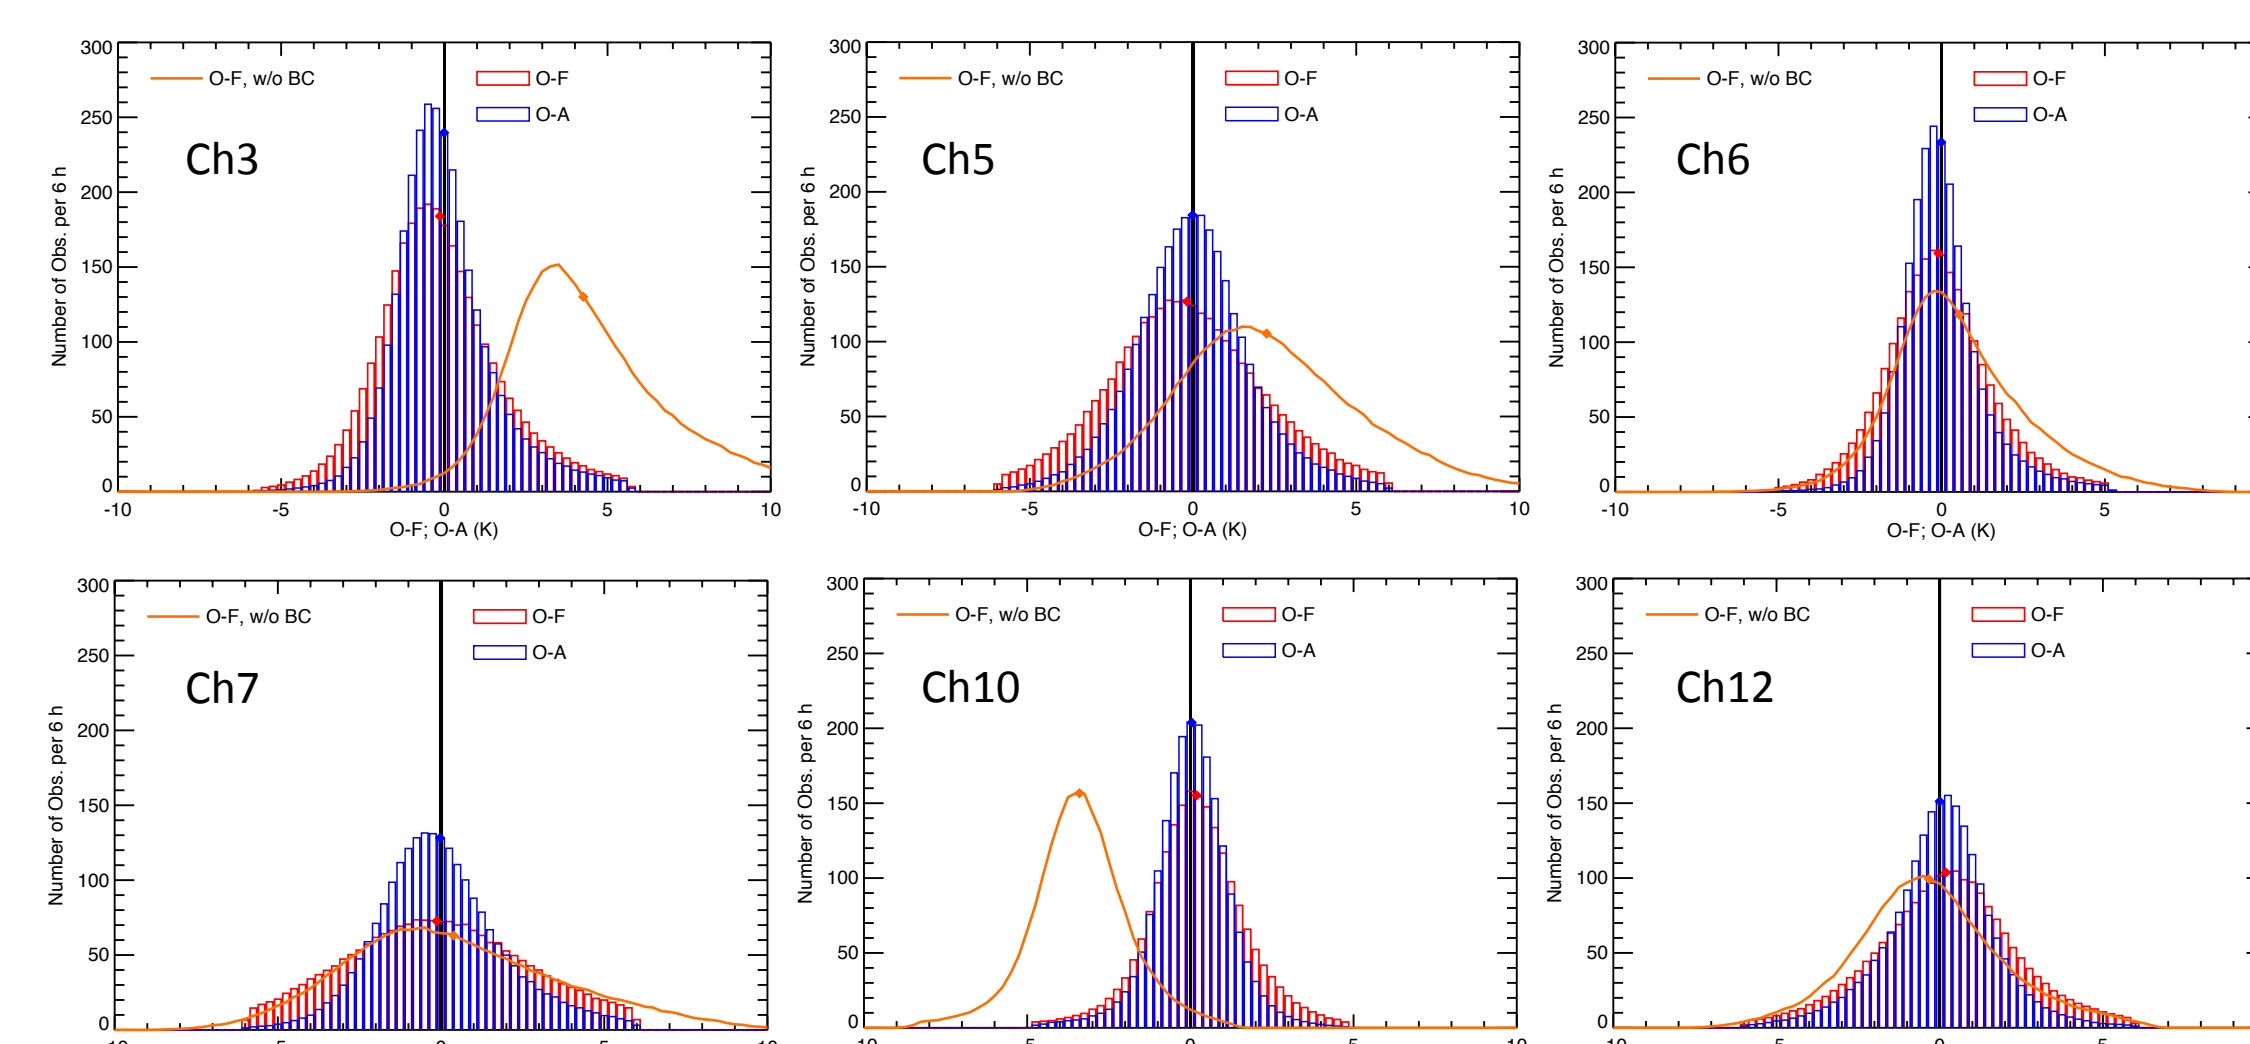 300
250
200
150
100
50
0
Number of Obs. per 6 h
O-F, w/o BC
O-F
O-A
Ch3
-10
-5
0
5
10
O-F; O-A (K)
300
250
200
150
100
50
0
Number of Obs. per 6 h
O-F, w/o BC
O-F
O-A
Ch5
-10
-5
0
5
10
O-F; O-A (K)
300
250
200
150
100
50
0
Number of Obs. per 6 h
O-F, w/o BC
O-F
O-A
Ch6
-10
-5
0
5
O-F; O-A (K)
300
250
200
150
100
50
0
Number of Obs. per 6 h
O-F, w/o BC
O-F
O-A
Ch7
300
250
200
150
100
50
0
Number of Obs. per 6 h
O-F, w/o BC
O-F
O-A
Ch10
300
250
200
150
100
50
0
Number of Obs. per 6 h
O-F, w/o BC
O-F
O-A
Ch12